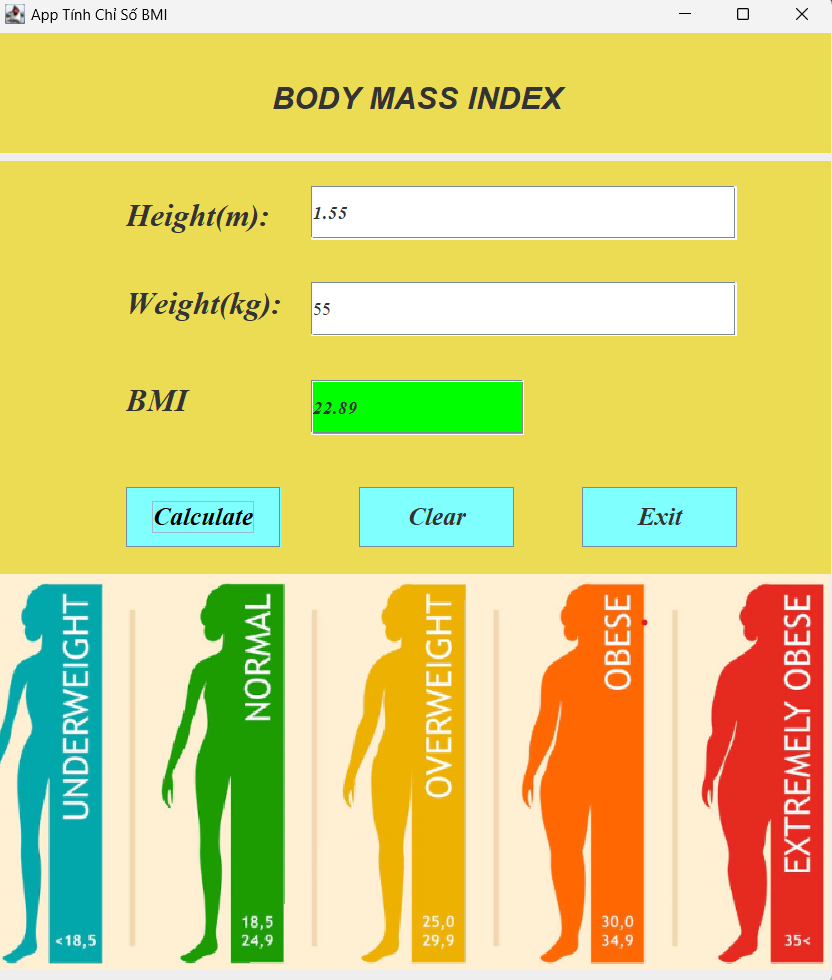 App Tính Chỉ Số BMI
BODY MASS INDEX
Height(m):
1.55
Weight(kg):
55
BMI
22.89
Calculate
Clear
Exit
UNDERWEIGHT
<18,5
NORMAL
18,5
24,9
OVERWEIGHT
25,0
29,9
OBESE
30,0
34,9
EXTREMELY OBESE
35<